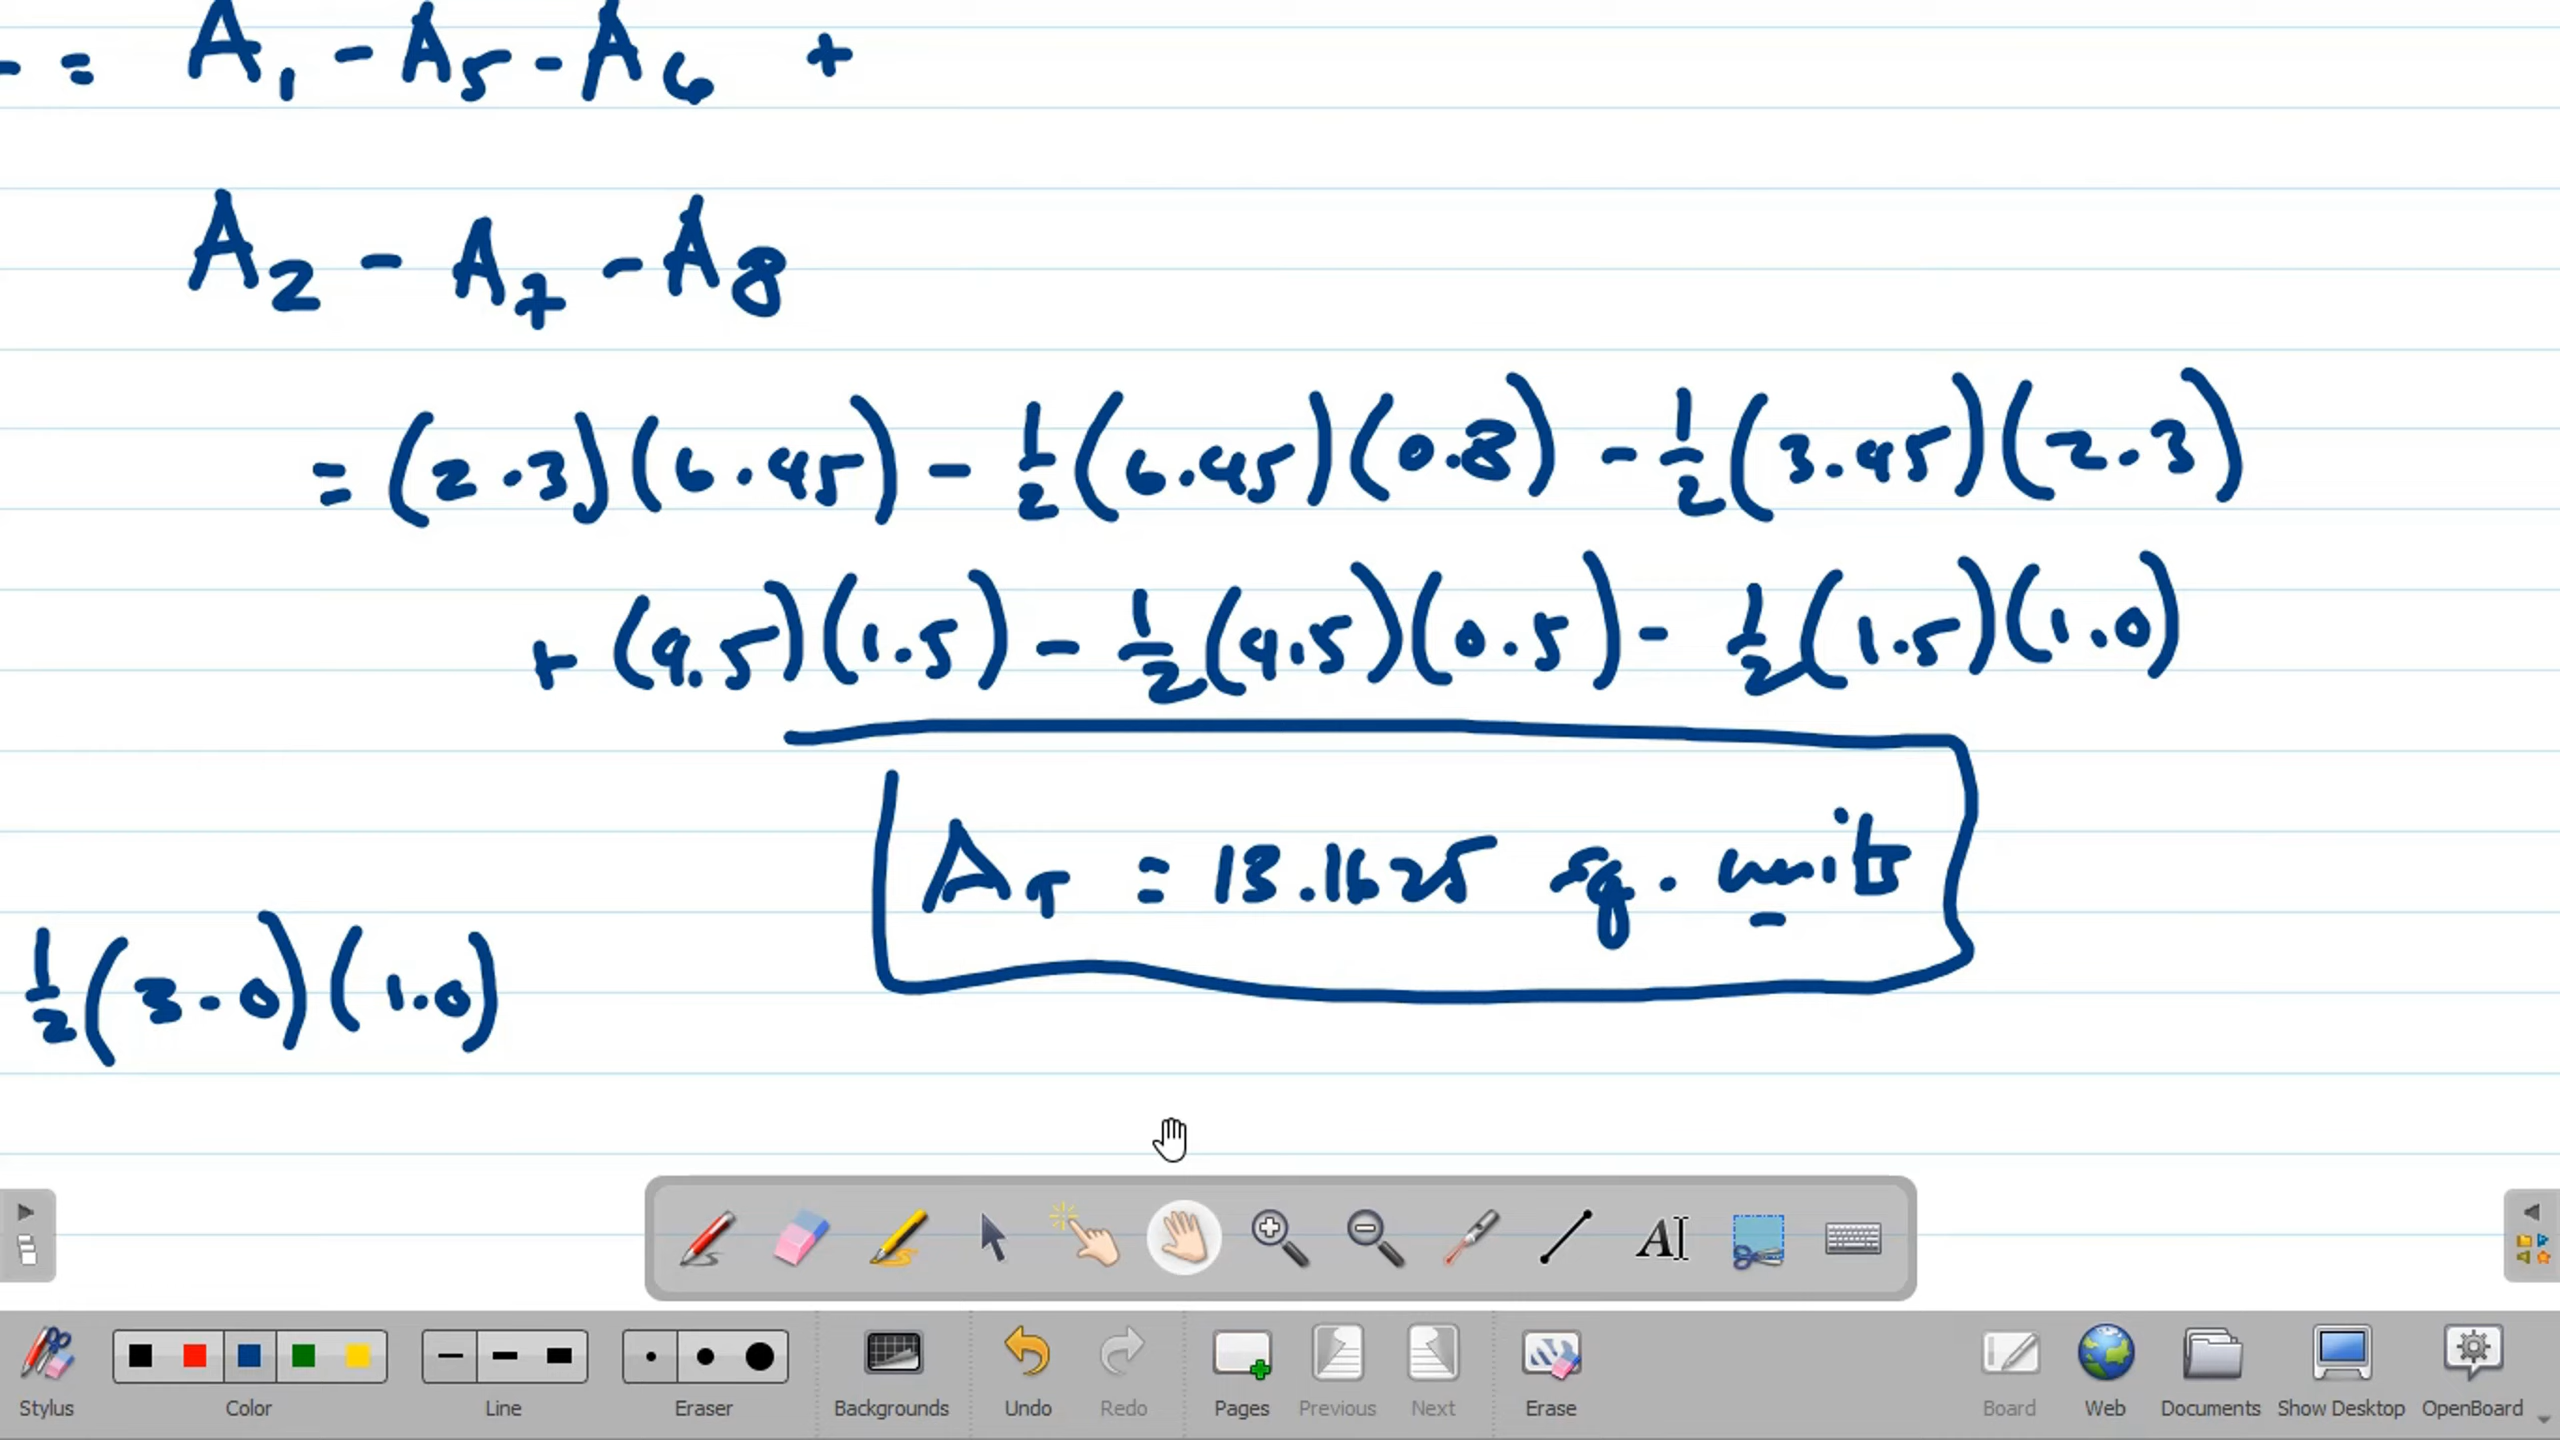 = A₁ - A₅ - A₆ +
A₂ - A₇ - A₈
= (2.3)(6.45) - ½(6.45)(0.8) - ½(3.45)(2.3)
+ (4.5)(1.5) - ½(4.5)(0.5) - ½(1.5)(1.0)
A_T = 13.1625 sq. units
½(3.0)(1.0)
AI
Stylus Color Line Eraser Backgrounds Undo Redo Pages Previous Next Erase Board Web Documents Show Desktop OpenBoard